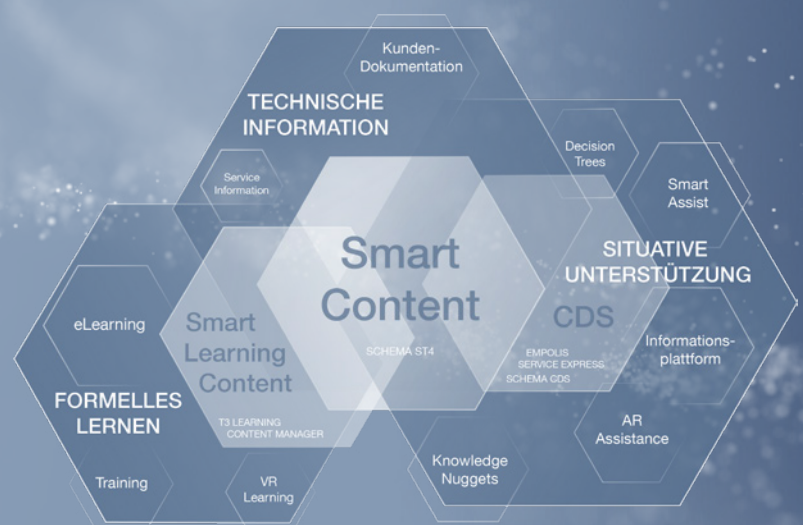 Kunden-
Dokumentation
TECHNISCHE
INFORMATION
Decision
Trees
Service
Information
Smart
Assist
Smart
Content
SITUATIVE
UNTERSTÜTZUNG
eLearning
Smart
Learning
Content
CDS
SCHEMA ST4
EMPOLIS
SERVICE EXPRESS
SCHEMA CDS
Informations-
plattform
FORMELLES
LERNEN
T3 LEARNING
CONTENT MANAGER
AR
Assistance
Knowledge
Nuggets
Training
VR
Learning